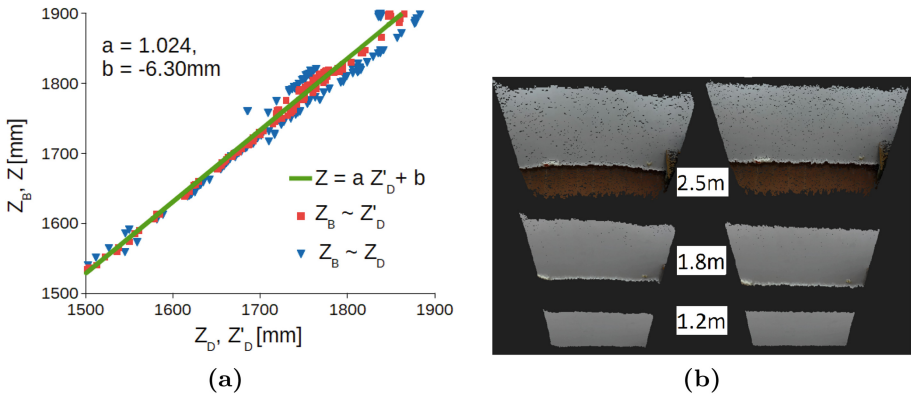 a = 1.024,
b = -6.30mm
Z_B, Z [mm]
1900
1800
1700
1600
1500
Z = a Z'_D + b
Z_B ~ Z'_D
Z_B ~ Z_D
1500 1600 1700 1800 1900
Z_D, Z'_D [mm]
(a)
2.5m
1.8m
1.2m
(b)